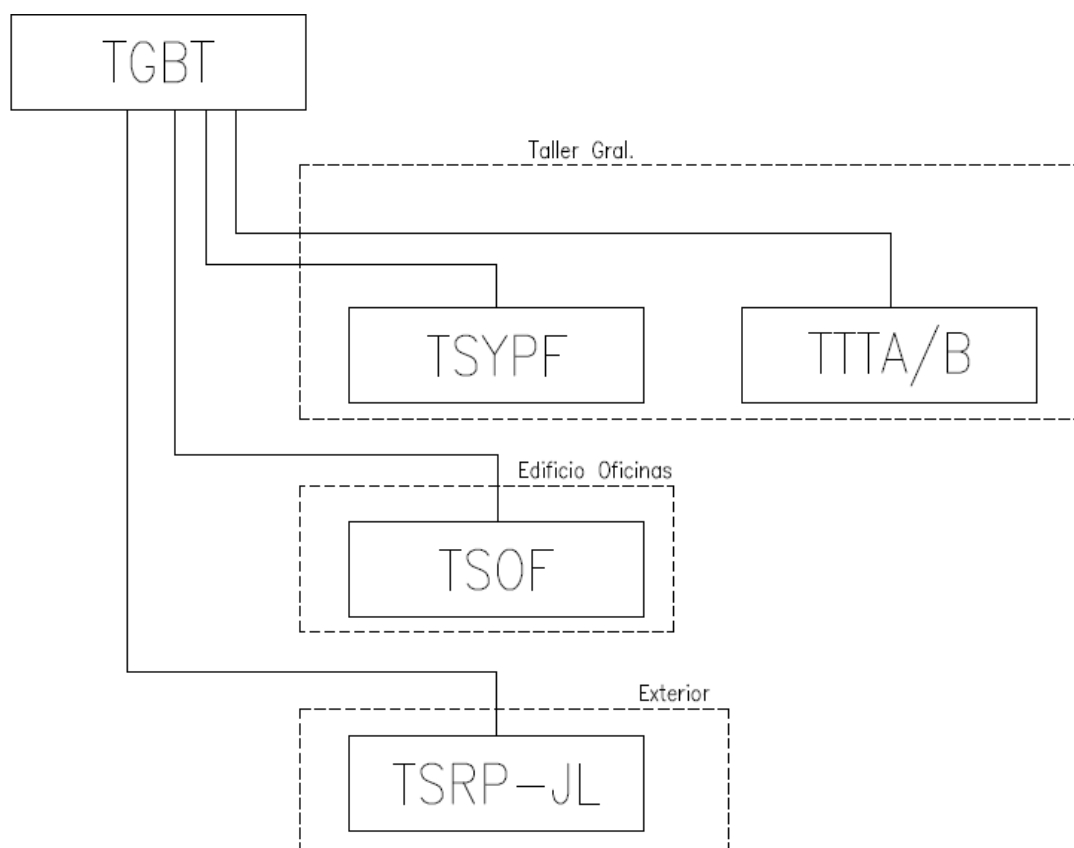 TGBT
Taller Gral.
TSYPF
TTTA/B
Edificio Oficinas
TSOF
Exterior
TSRP-JL